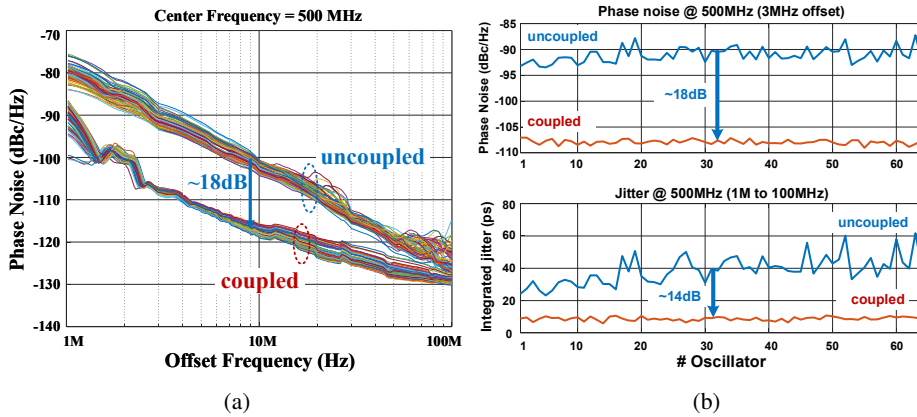 Center Frequency = 500 MHz
-70
-80
-90
-100
-110
-120
-130
-140
Phase Noise (dBc/Hz)
uncoupled
~18dB
coupled
1M
10M
100M
Offset Frequency (Hz)
(a)
Phase noise @ 500MHz (3MHz offset)
-85
-90
-95
-100
-105
-110
Phase Noise (dBc/Hz)
uncoupled
~18dB
coupled
1
10
20
30
40
50
60
Jitter @ 500MHz (1M to 100MHz)
80
60
40
20
0
Integrated jitter (ps)
uncoupled
~14dB
coupled
1
10
20
30
40
50
60
# Oscillator
(b)